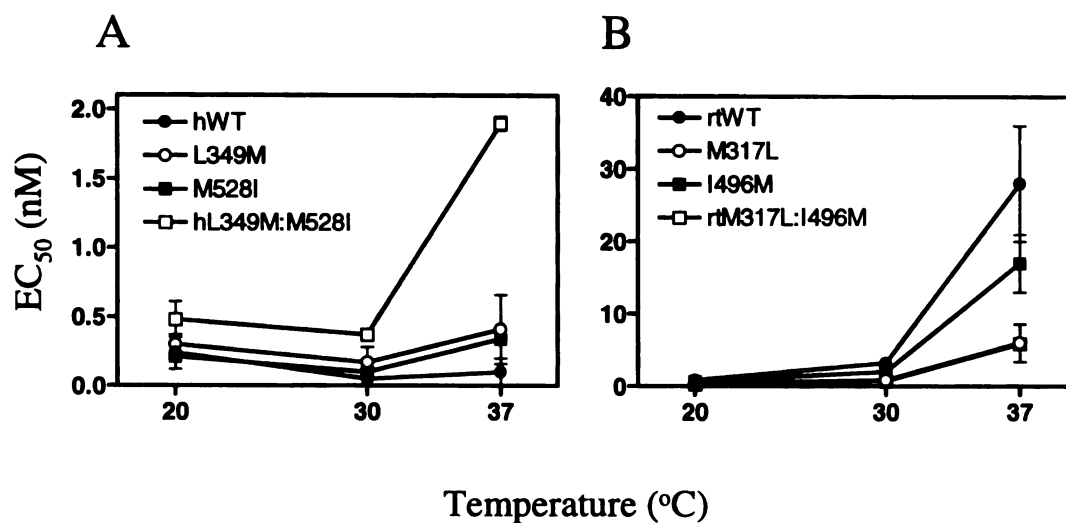 A
B
EC50 (nM)
2.0
1.5
1.0
0.5
0.0
hWT
L349M
M528I
hL349M:M528I
20
30
37
40
30
20
10
0
rtWT
M317L
I496M
rtM317L:I496M
20
30
37
Temperature (°C)